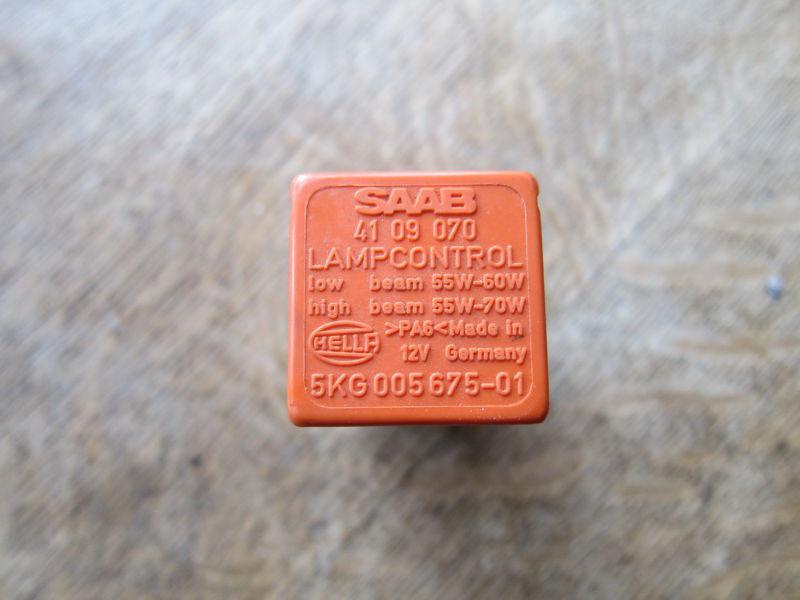 SAAB
41 09 070
LAMPCONTROL
low beam 55W-60W
high beam 55W-70W
HELLA >PA6< Made in
12V Germany
5KG 005 675-01